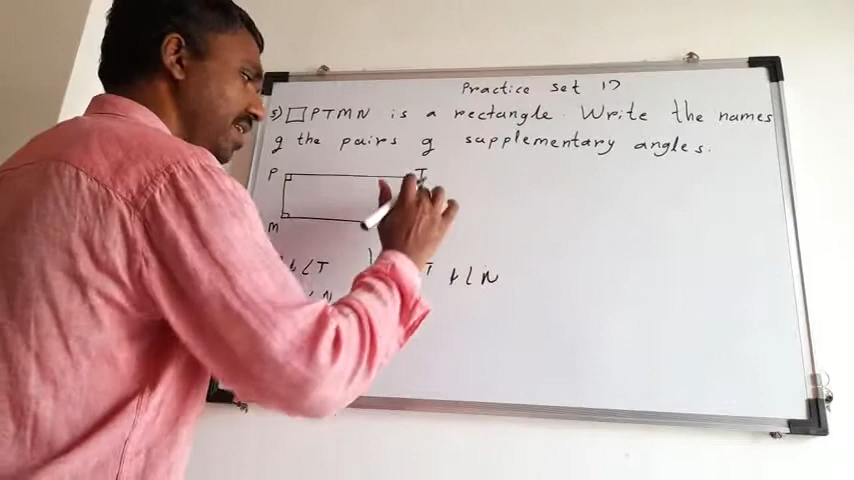 Practice set 17
5) □ PTMN is a rectangle. Write the names
of the pairs of supplementary angles.
P T
M
∠T T & ∠N
N